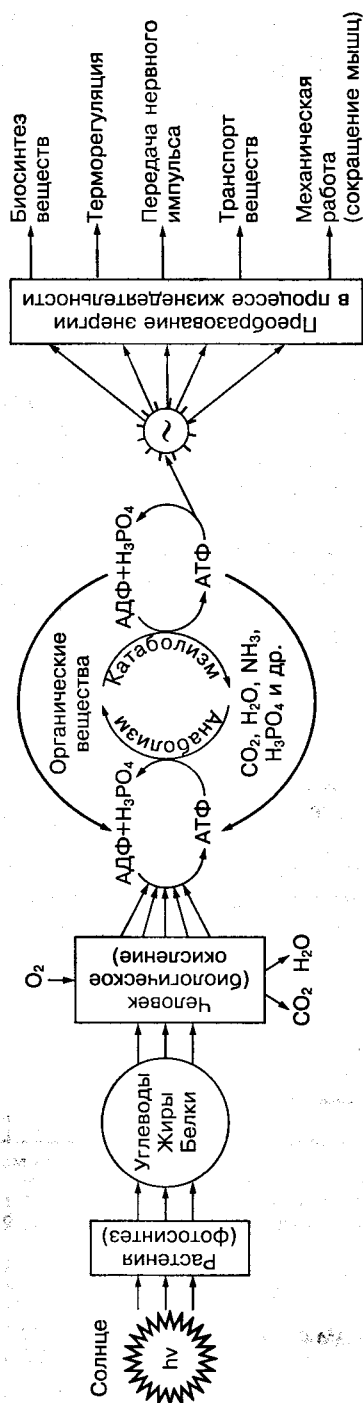 Солнце
hν
Растения
(фотосинтез)
Углеводы
Жиры
Белки
O₂
Человек
(биологическое
окисление)
CO₂
H₂O
АДФ+H₃PO₄
АТФ
Органические
вещества
Анаболизм
Катаболизм
CO₂, H₂O, NH₃,
H₃PO₄ и др.
АДФ+H₃PO₄
АТФ
~
Преобразование энергии
в процессе жизнедеятельности
Биосинтез
веществ
Терморегуляция
Передача нервного
импульса
Транспорт
веществ
Механическая
работа
(сокращение мышц)